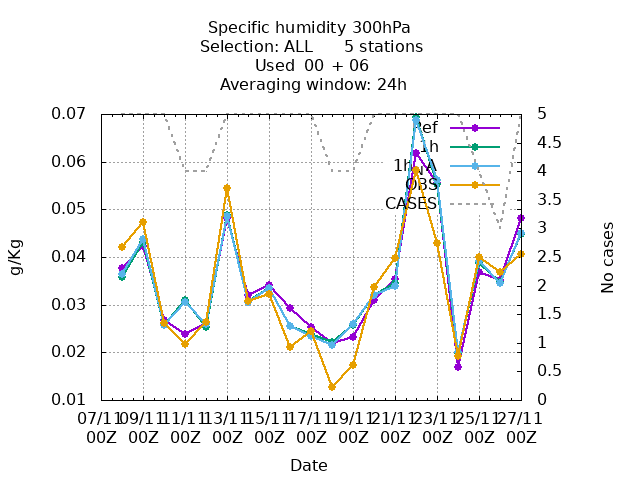 Specific humidity 300hPa
Selection: ALL 5 stations
Used 00 + 06
Averaging window: 24h
0.07
0.06
0.05
0.04
0.03
0.02
0.01
g/Kg
5
4.5
4
3.5
3
2.5
2
1.5
1
0.5
0
No cases
Ref
1h
1h_NA
OBS
CASES
07/11 09/11 11/11 13/11 15/11 17/11 19/11 21/11 23/11 25/11 27/11
00Z 00Z 00Z 00Z 00Z 00Z 00Z 00Z 00Z 00Z 00Z
Date